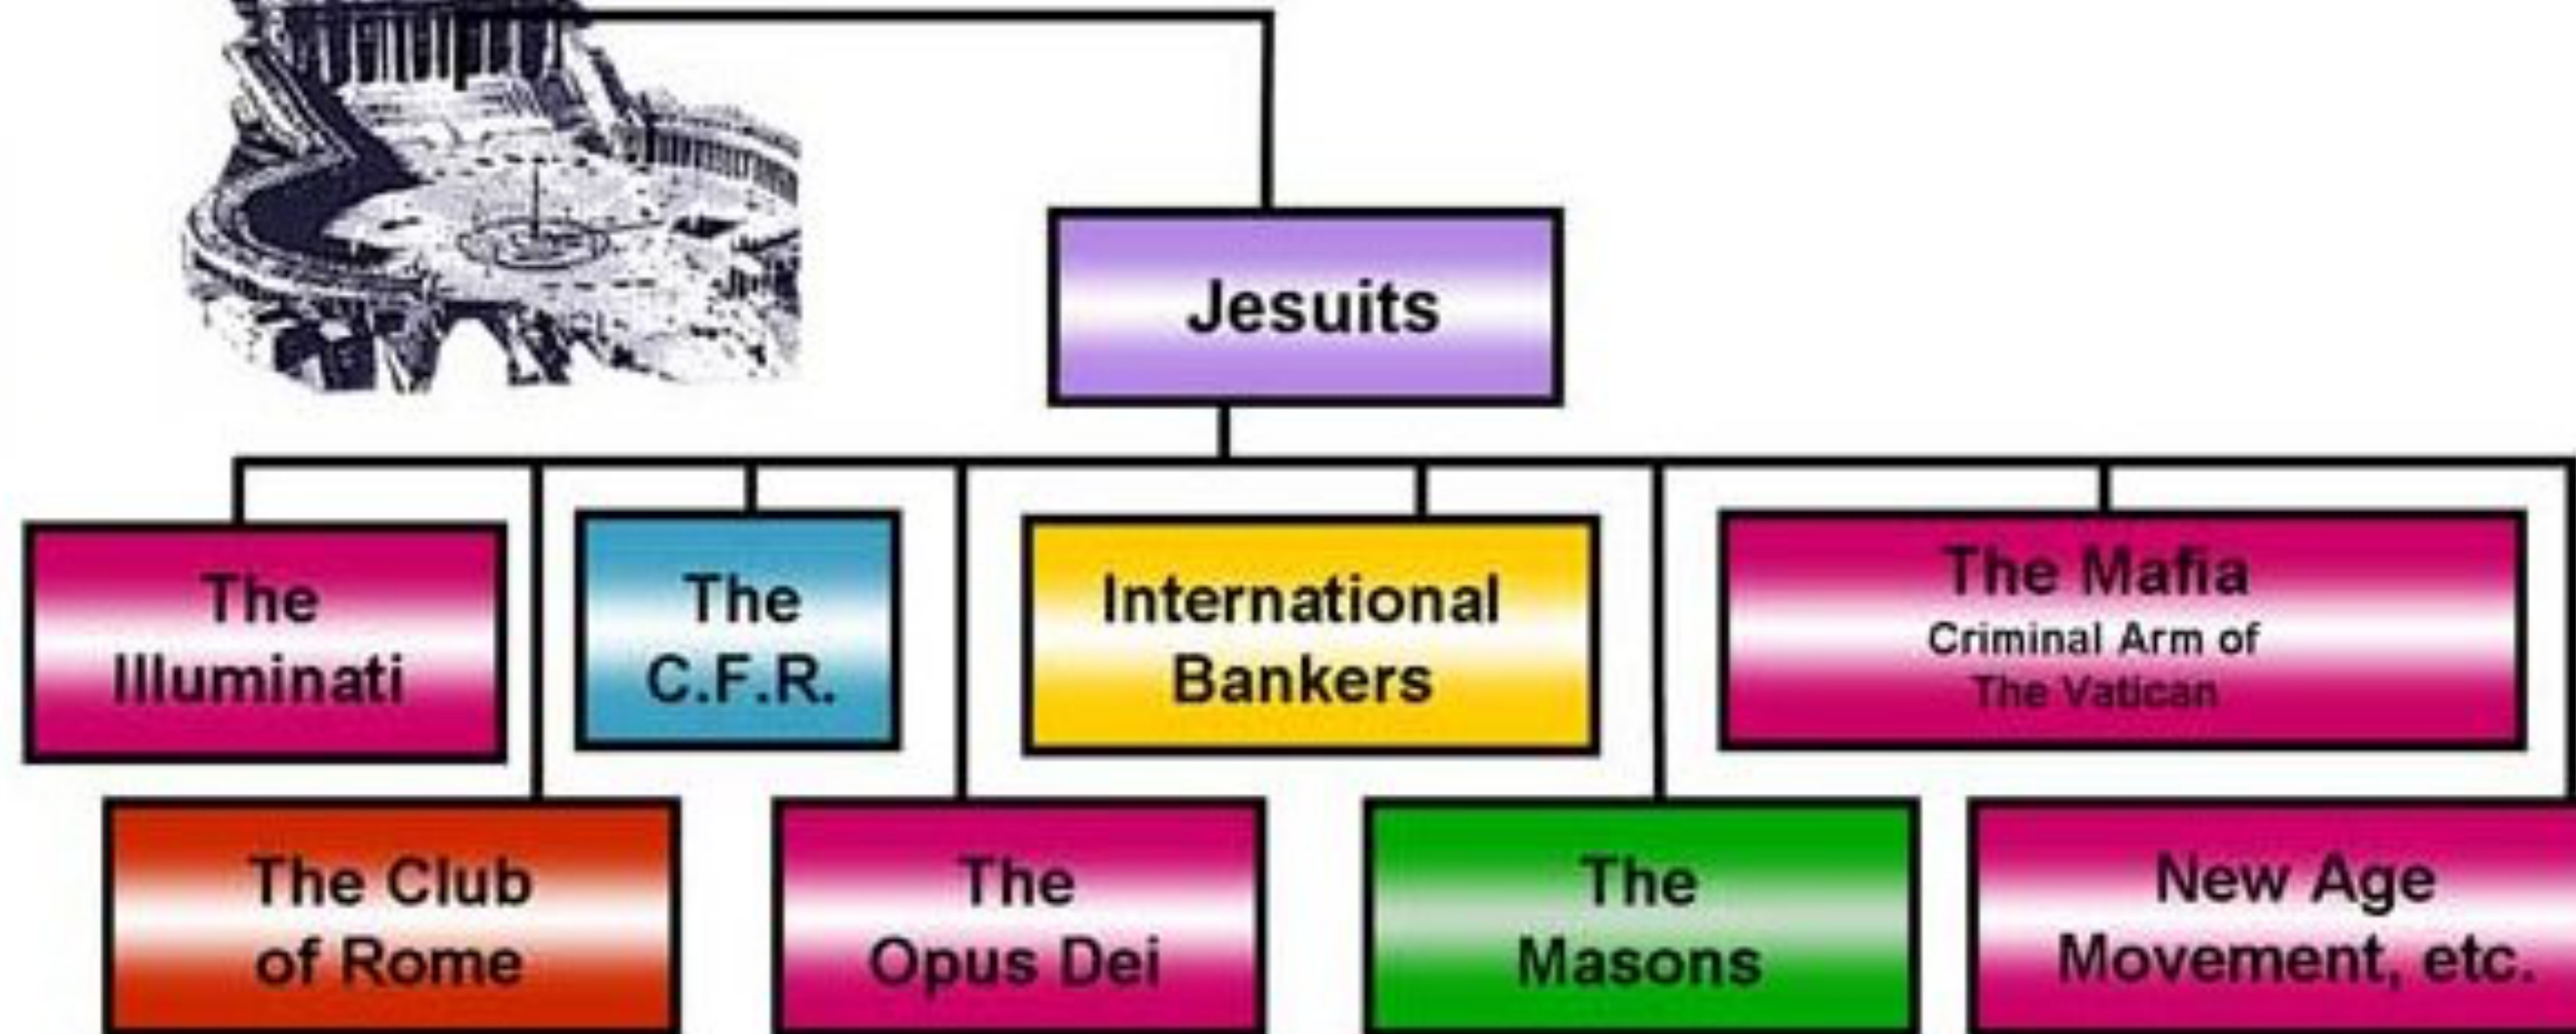 Jesuits
The
Illuminati
The
C.F.R.
International
Bankers
The Mafia
Criminal Arm of
The Vatican
The Club
of Rome
The
Opus Dei
The
Masons
New Age
Movement, etc.